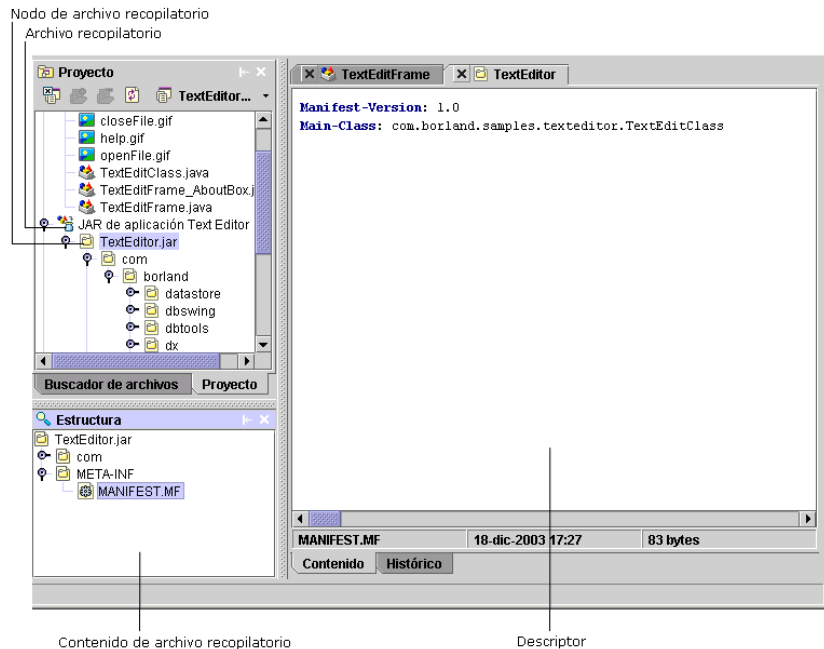 Nodo de archivo recopilatorio
Archivo recopilatorio
Proyecto
TextEditor...
closeFile.gif
help.gif
openFile.gif
TextEditClass.java
TextEditFrame_AboutBox.j
TextEditFrame.java
JAR de aplicación Text Editor
TextEditor.jar
com
borland
datastore
dbswing
dbtools
dx
Buscador de archivos Proyecto
Estructura
TextEditor.jar
com
META-INF
MANIFEST.MF
TextEditFrame TextEditor
Manifest-Version: 1.0
Main-Class: com.borland.samples.texteditor.TextEditClass
MANIFEST.MF 18-dic-2003 17:27 83 bytes
Contenido Histórico
Contenido de archivo recopilatorio
Descriptor